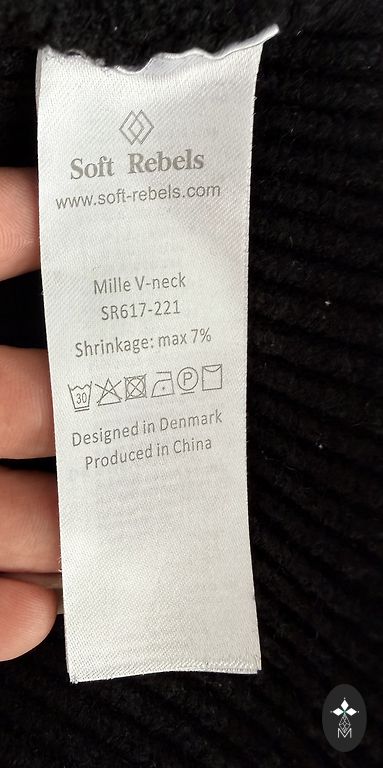 Soft Rebels
www.soft-rebels.com
Mille V-neck
SR617-221
Shrinkage: max 7%
30 P
Designed in Denmark
Produced in China
M